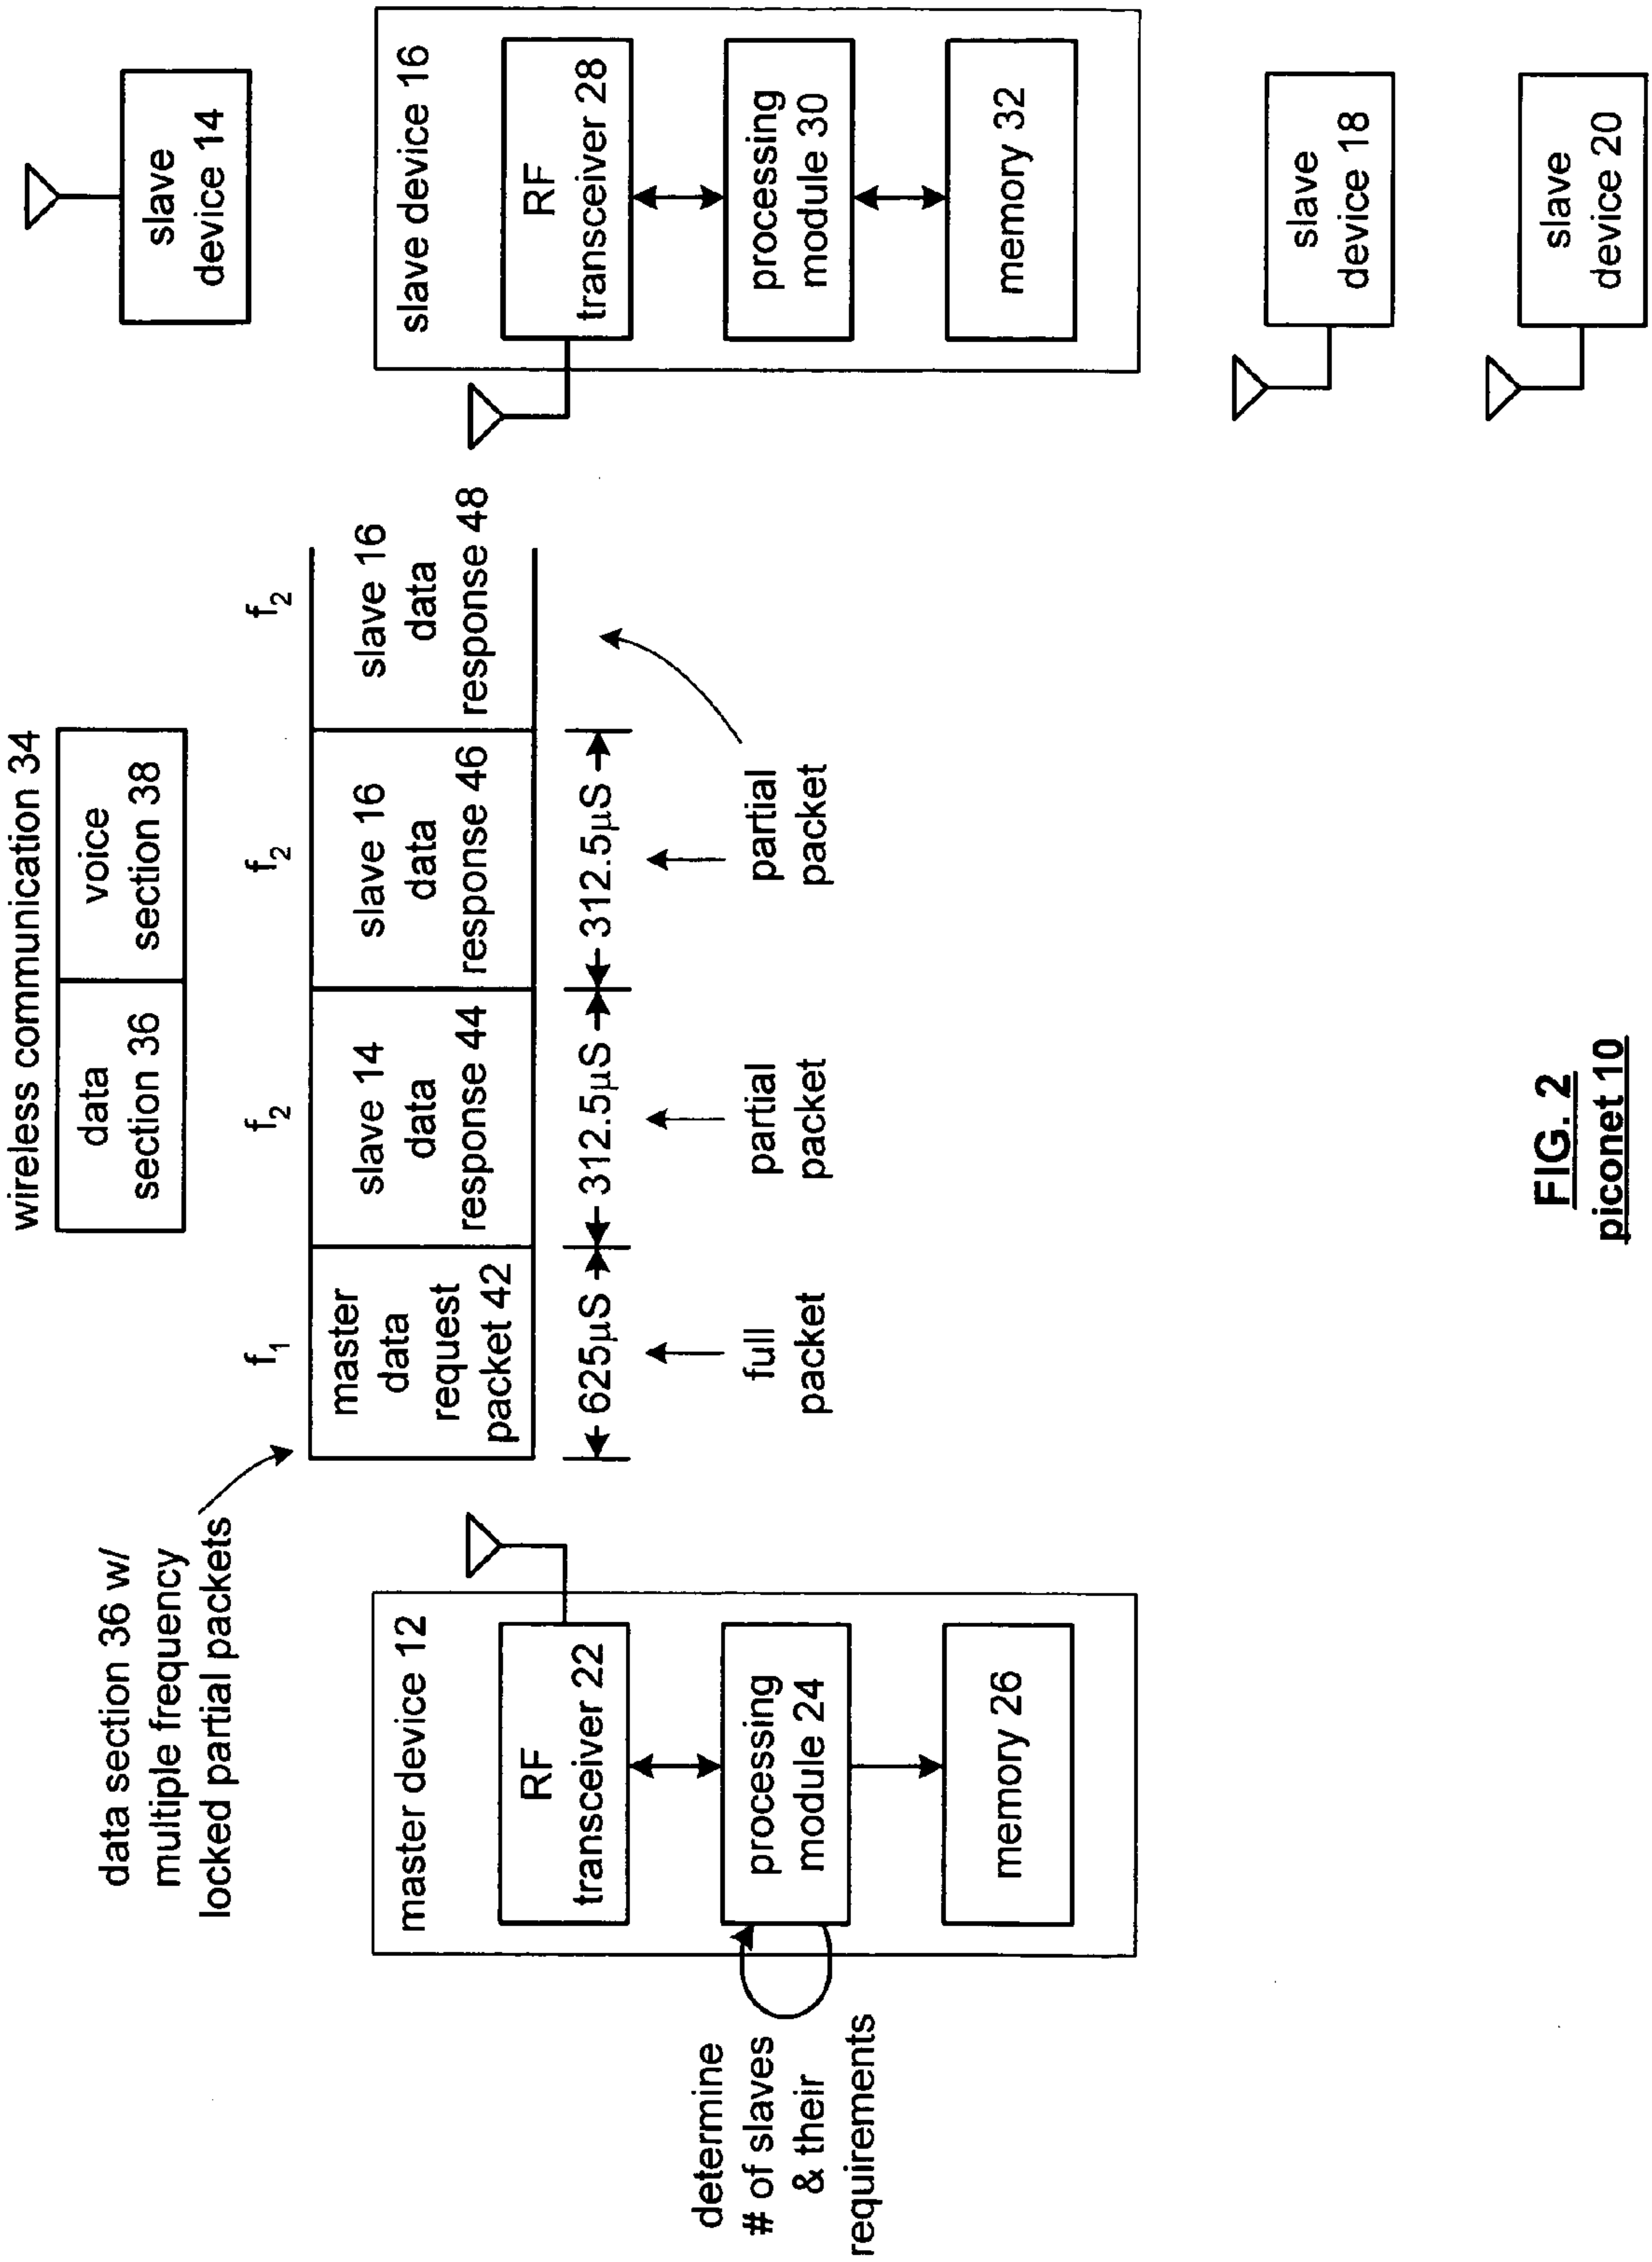 wireless communication 34
data
section 36
voice
section 38
data section 36 w/
multiple frequency
locked partial packets
f1
f2
f2
f2
master
data
request
packet 42
slave 14
data
response 44
slave 16
data
response 46
slave 16
data
response 48
625µS
312.5µS
312.5µS
full
packet
partial
packet
partial
packet
master device 12
RF
transceiver 22
processing
module 24
memory 26
determine
# of slaves
& their
requirements
slave
device 14
slave device 16
RF
transceiver 28
processing
module 30
memory 32
slave
device 18
slave
device 20
FIG. 2
piconet 10